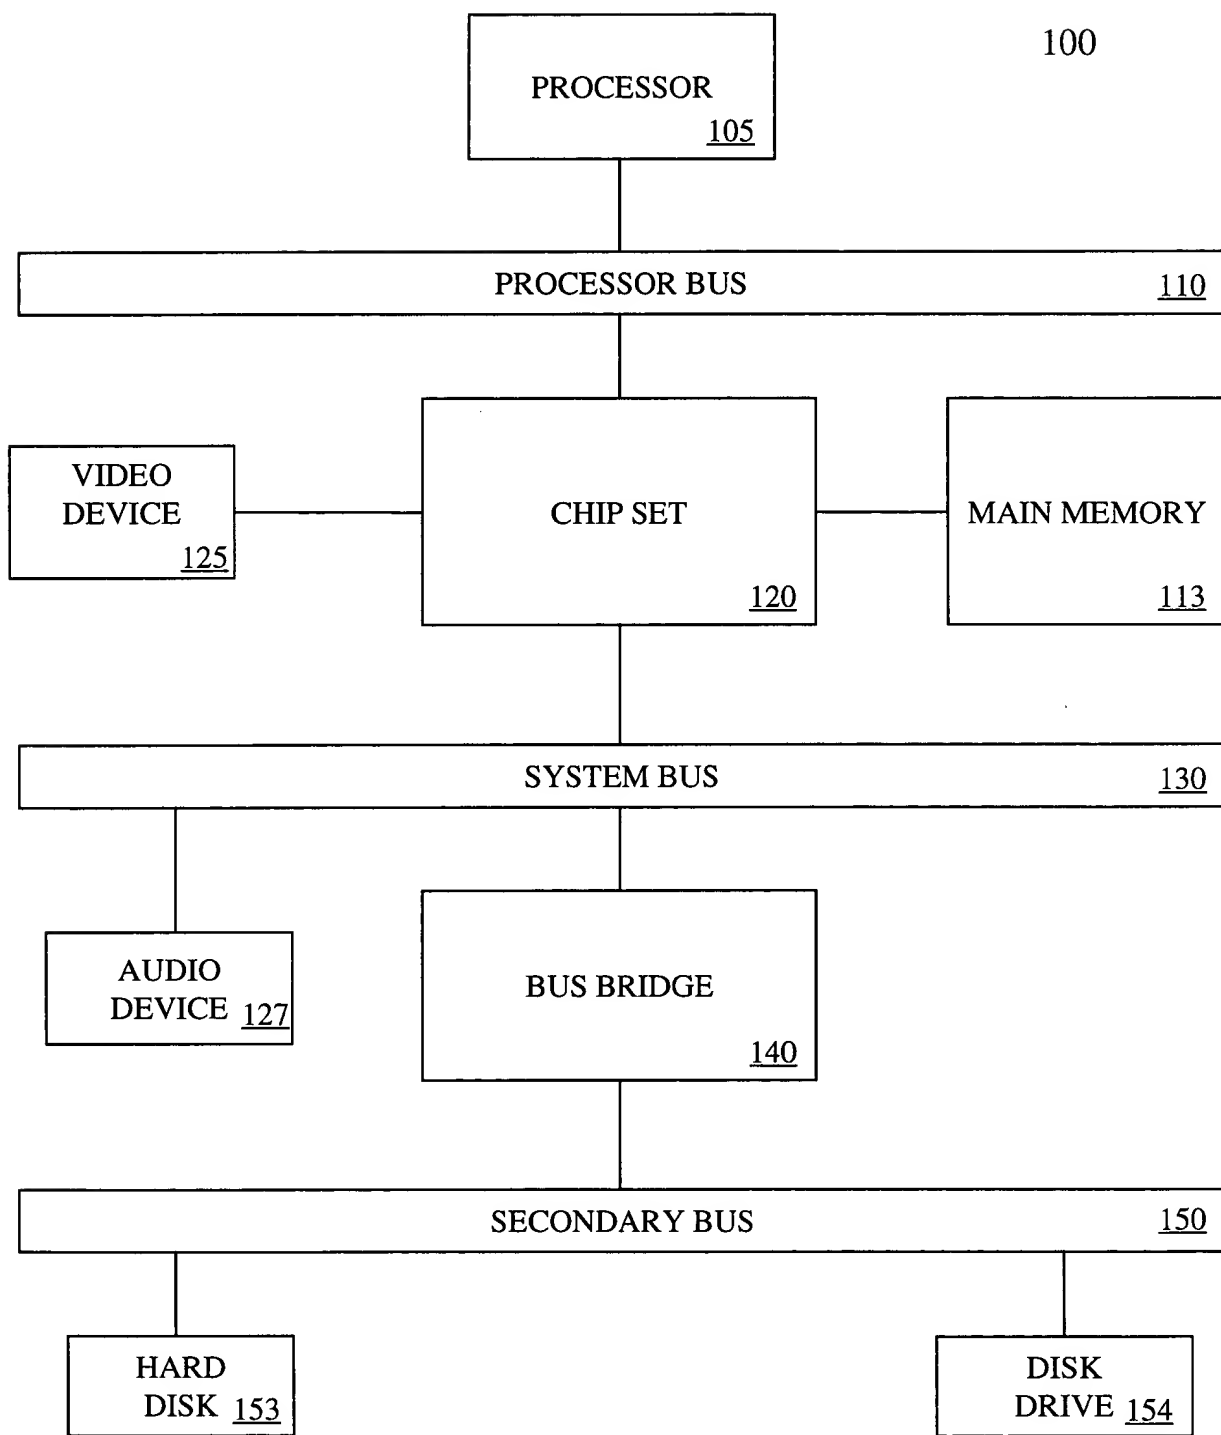 100
PROCESSOR
105
PROCESSOR BUS
110
VIDEO
DEVICE
125
CHIP SET
120
MAIN MEMORY
113
SYSTEM BUS
130
AUDIO
DEVICE
127
BUS BRIDGE
140
SECONDARY BUS
150
HARD
DISK
153
DISK
DRIVE
154